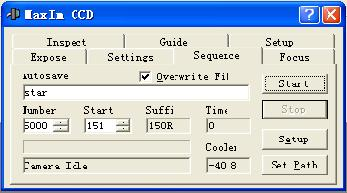 MaxIm CCD
Inspect Guide Setup
Expose Settings Sequence Focus
Autosave Overwrite Fil
star
Start
Number Start Suffi Time
5000 151 150R 0
Stop
Cooler
Setup
Camera Idle -40 8
Set Path